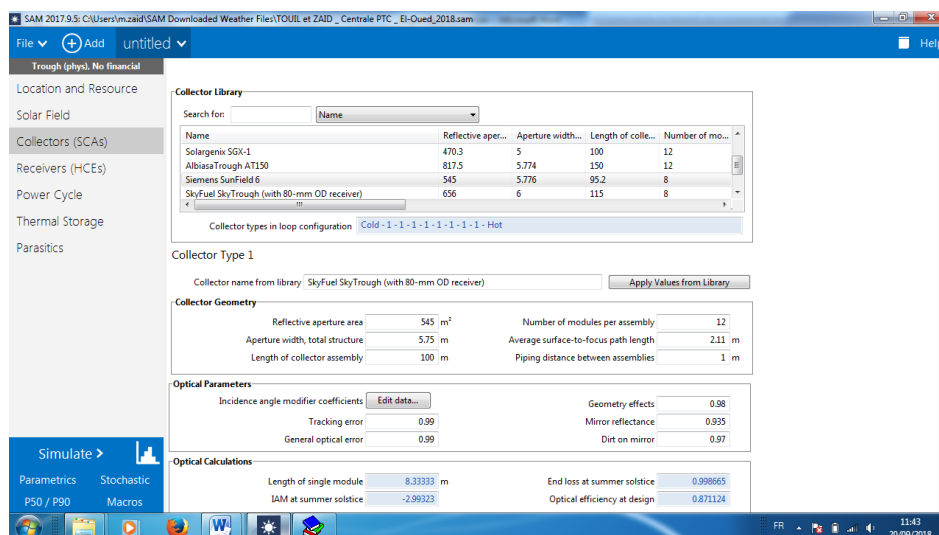 SAM 2017.9.5: C:\Users\m.zaid\SAM Downloaded Weather Files\TOUIL et ZAID _ Centrale PTC _ El-Oued_2018.sam
File Add untitled Help
Trough (phys), No financial
Location and Resource
Solar Field
Collectors (SCAs)
Receivers (HCEs)
Power Cycle
Thermal Storage
Parasitics
Simulate >
Parametrics Stochastic
P50 / P90 Macros
Collector Library
Search for: Name
Name Reflective aper... Aperture width... Length of colle... Number of mo...
Solargenix SGX-1 470.3 5 100 12
AlbiasaTrough AT150 817.5 5.774 150 12
Siemens SunField 6 545 5.776 95.2 8
SkyFuel SkyTrough (with 80-mm OD receiver) 656 6 115 8
Collector types in loop configuration Cold - 1 - 1 - 1 - 1 - 1 - 1 - 1 - 1 - Hot
Collector Type 1
Collector name from library SkyFuel SkyTrough (with 80-mm OD receiver) Apply Values from Library
Collector Geometry
Reflective aperture area 545 m² Number of modules per assembly 12
Aperture width, total structure 5.75 m Average surface-to-focus path length 2.11 m
Length of collector assembly 100 m Piping distance between assemblies 1 m
Optical Parameters
Incidence angle modifier coefficients Edit data... Geometry effects 0.98
Tracking error 0.99 Mirror reflectance 0.935
General optical error 0.99 Dirt on mirror 0.97
Optical Calculations
Length of single module 8.33333 m End loss at summer solstice 0.998665
IAM at summer solstice -2.99323 Optical efficiency at design 0.871124
FR 11:43
20/09/2018